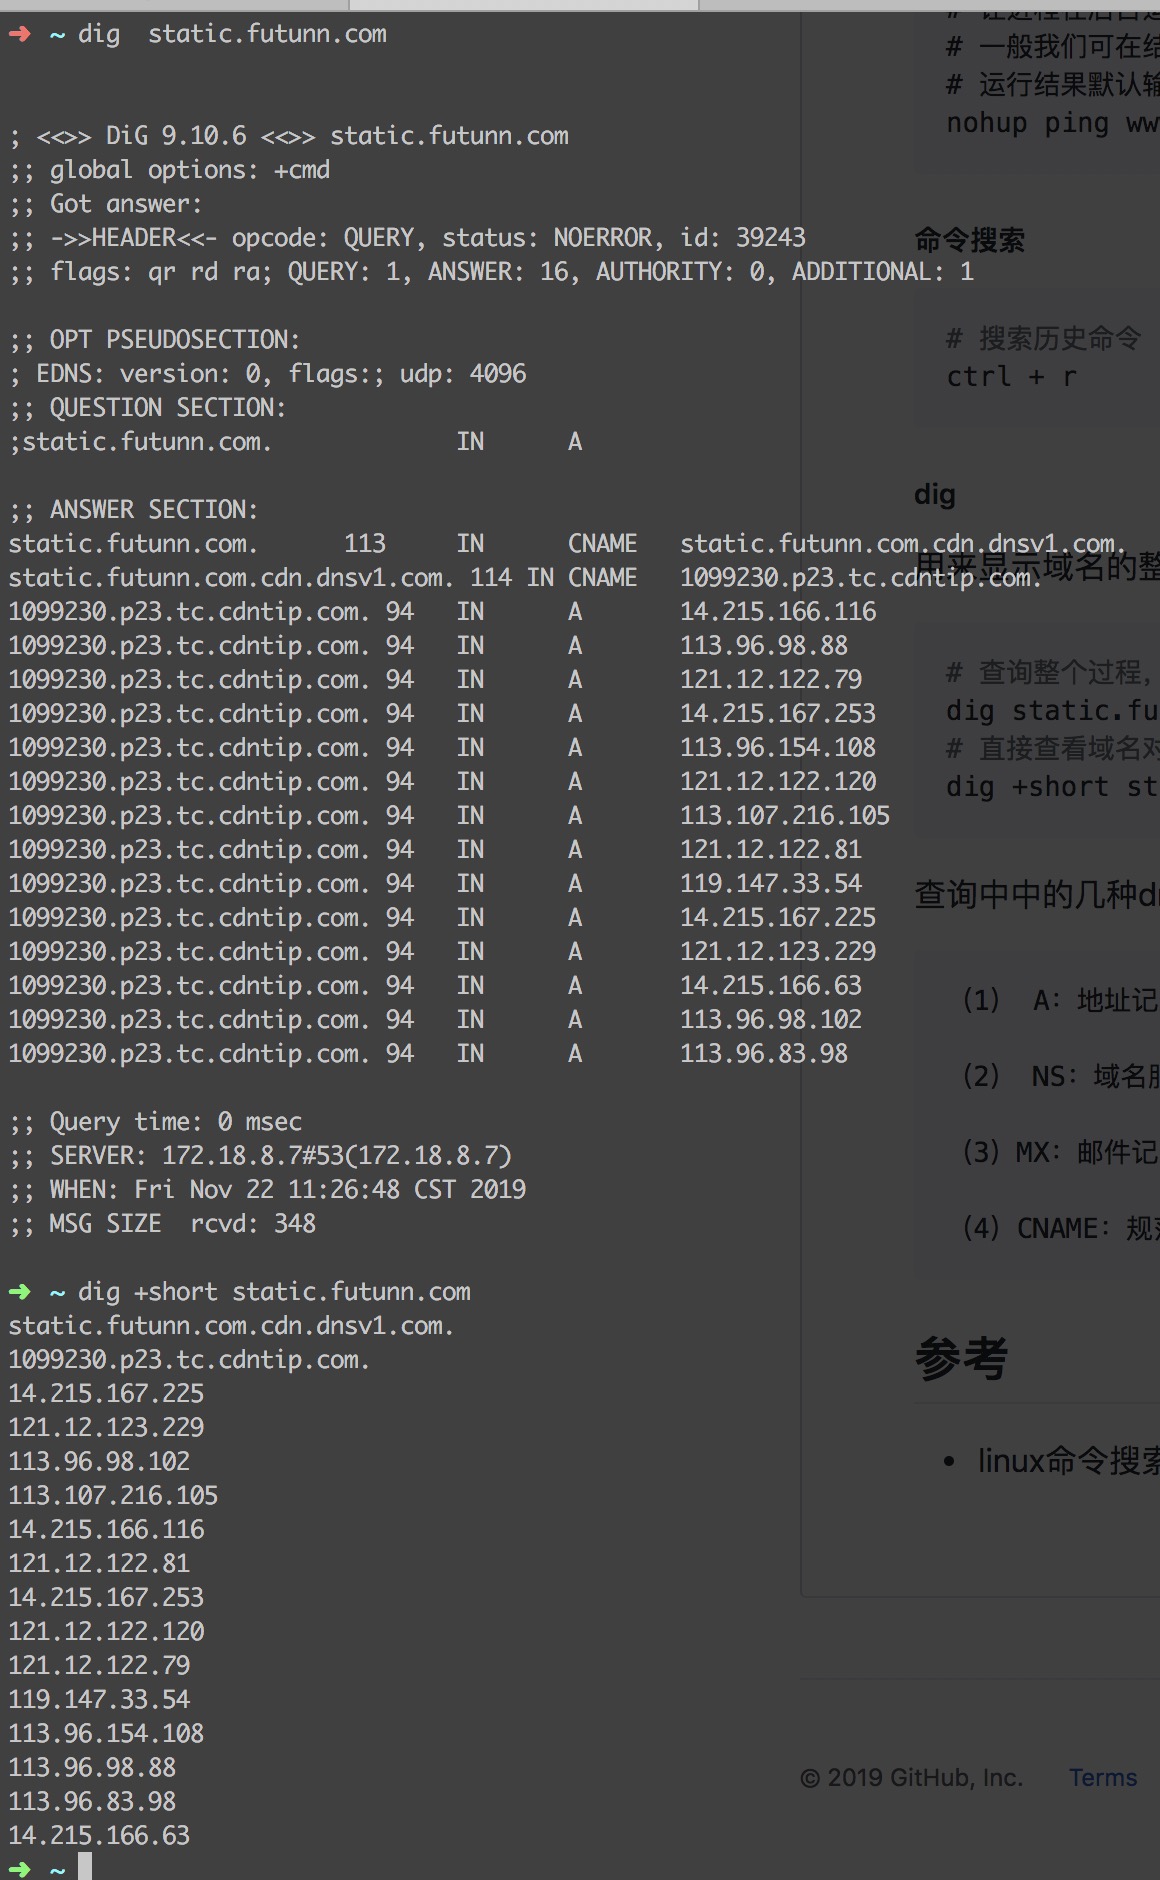 ➜ ~ dig  static.futunn.com
; <<>> DiG 9.10.6 <<>> static.futunn.com
;; global options: +cmd
;; Got answer:
;; ->>HEADER<<- opcode: QUERY, status: NOERROR, id: 39243
;; flags: qr rd ra; QUERY: 1, ANSWER: 16, AUTHORITY: 0, ADDITIONAL: 1
;; OPT PSEUDOSECTION:
; EDNS: version: 0, flags:; udp: 4096
;; QUESTION SECTION:
;static.futunn.com. IN A
;; ANSWER SECTION:
static.futunn.com. 113 IN CNAME static.futunn.com.cdn.dnsv1.com.
static.futunn.com.cdn.dnsv1.com. 114 IN CNAME 1099230.p23.tc.cdntip.com.
1099230.p23.tc.cdntip.com. 94 IN A 14.215.166.116
1099230.p23.tc.cdntip.com. 94 IN A 113.96.98.88
1099230.p23.tc.cdntip.com. 94 IN A 121.12.122.79
1099230.p23.tc.cdntip.com. 94 IN A 14.215.167.253
1099230.p23.tc.cdntip.com. 94 IN A 113.96.154.108
1099230.p23.tc.cdntip.com. 94 IN A 121.12.122.120
1099230.p23.tc.cdntip.com. 94 IN A 113.107.216.105
1099230.p23.tc.cdntip.com. 94 IN A 121.12.122.81
1099230.p23.tc.cdntip.com. 94 IN A 119.147.33.54
1099230.p23.tc.cdntip.com. 94 IN A 14.215.167.225
1099230.p23.tc.cdntip.com. 94 IN A 121.12.123.229
1099230.p23.tc.cdntip.com. 94 IN A 14.215.166.63
1099230.p23.tc.cdntip.com. 94 IN A 113.96.98.102
1099230.p23.tc.cdntip.com. 94 IN A 113.96.83.98
;; Query time: 0 msec
;; SERVER: 172.18.8.7#53(172.18.8.7)
;; WHEN: Fri Nov 22 11:26:48 CST 2019
;; MSG SIZE  rcvd: 348
➜ ~ dig +short static.futunn.com
static.futunn.com.cdn.dnsv1.com.
1099230.p23.tc.cdntip.com.
14.215.167.225
121.12.123.229
113.96.98.102
113.107.216.105
14.215.166.116
121.12.122.81
14.215.167.253
121.12.122.120
121.12.122.79
119.147.33.54
113.96.154.108
113.96.98.88
113.96.83.98
14.215.166.63
➜ ~
# 一般我们可在结
# 运行结果默认输
nohup ping ww
命令搜索
# 搜索历史命令
ctrl + r
dig
用来显示域名的整
# 查询整个过程，
dig static.fu
# 直接查看域名对
dig +short st
查询中中的几种d
（1） A：地址记
（2） NS：域名服
（3）MX：邮件记
（4）CNAME：规范
参考
• linux命令搜索
© 2019 GitHub, Inc. Terms